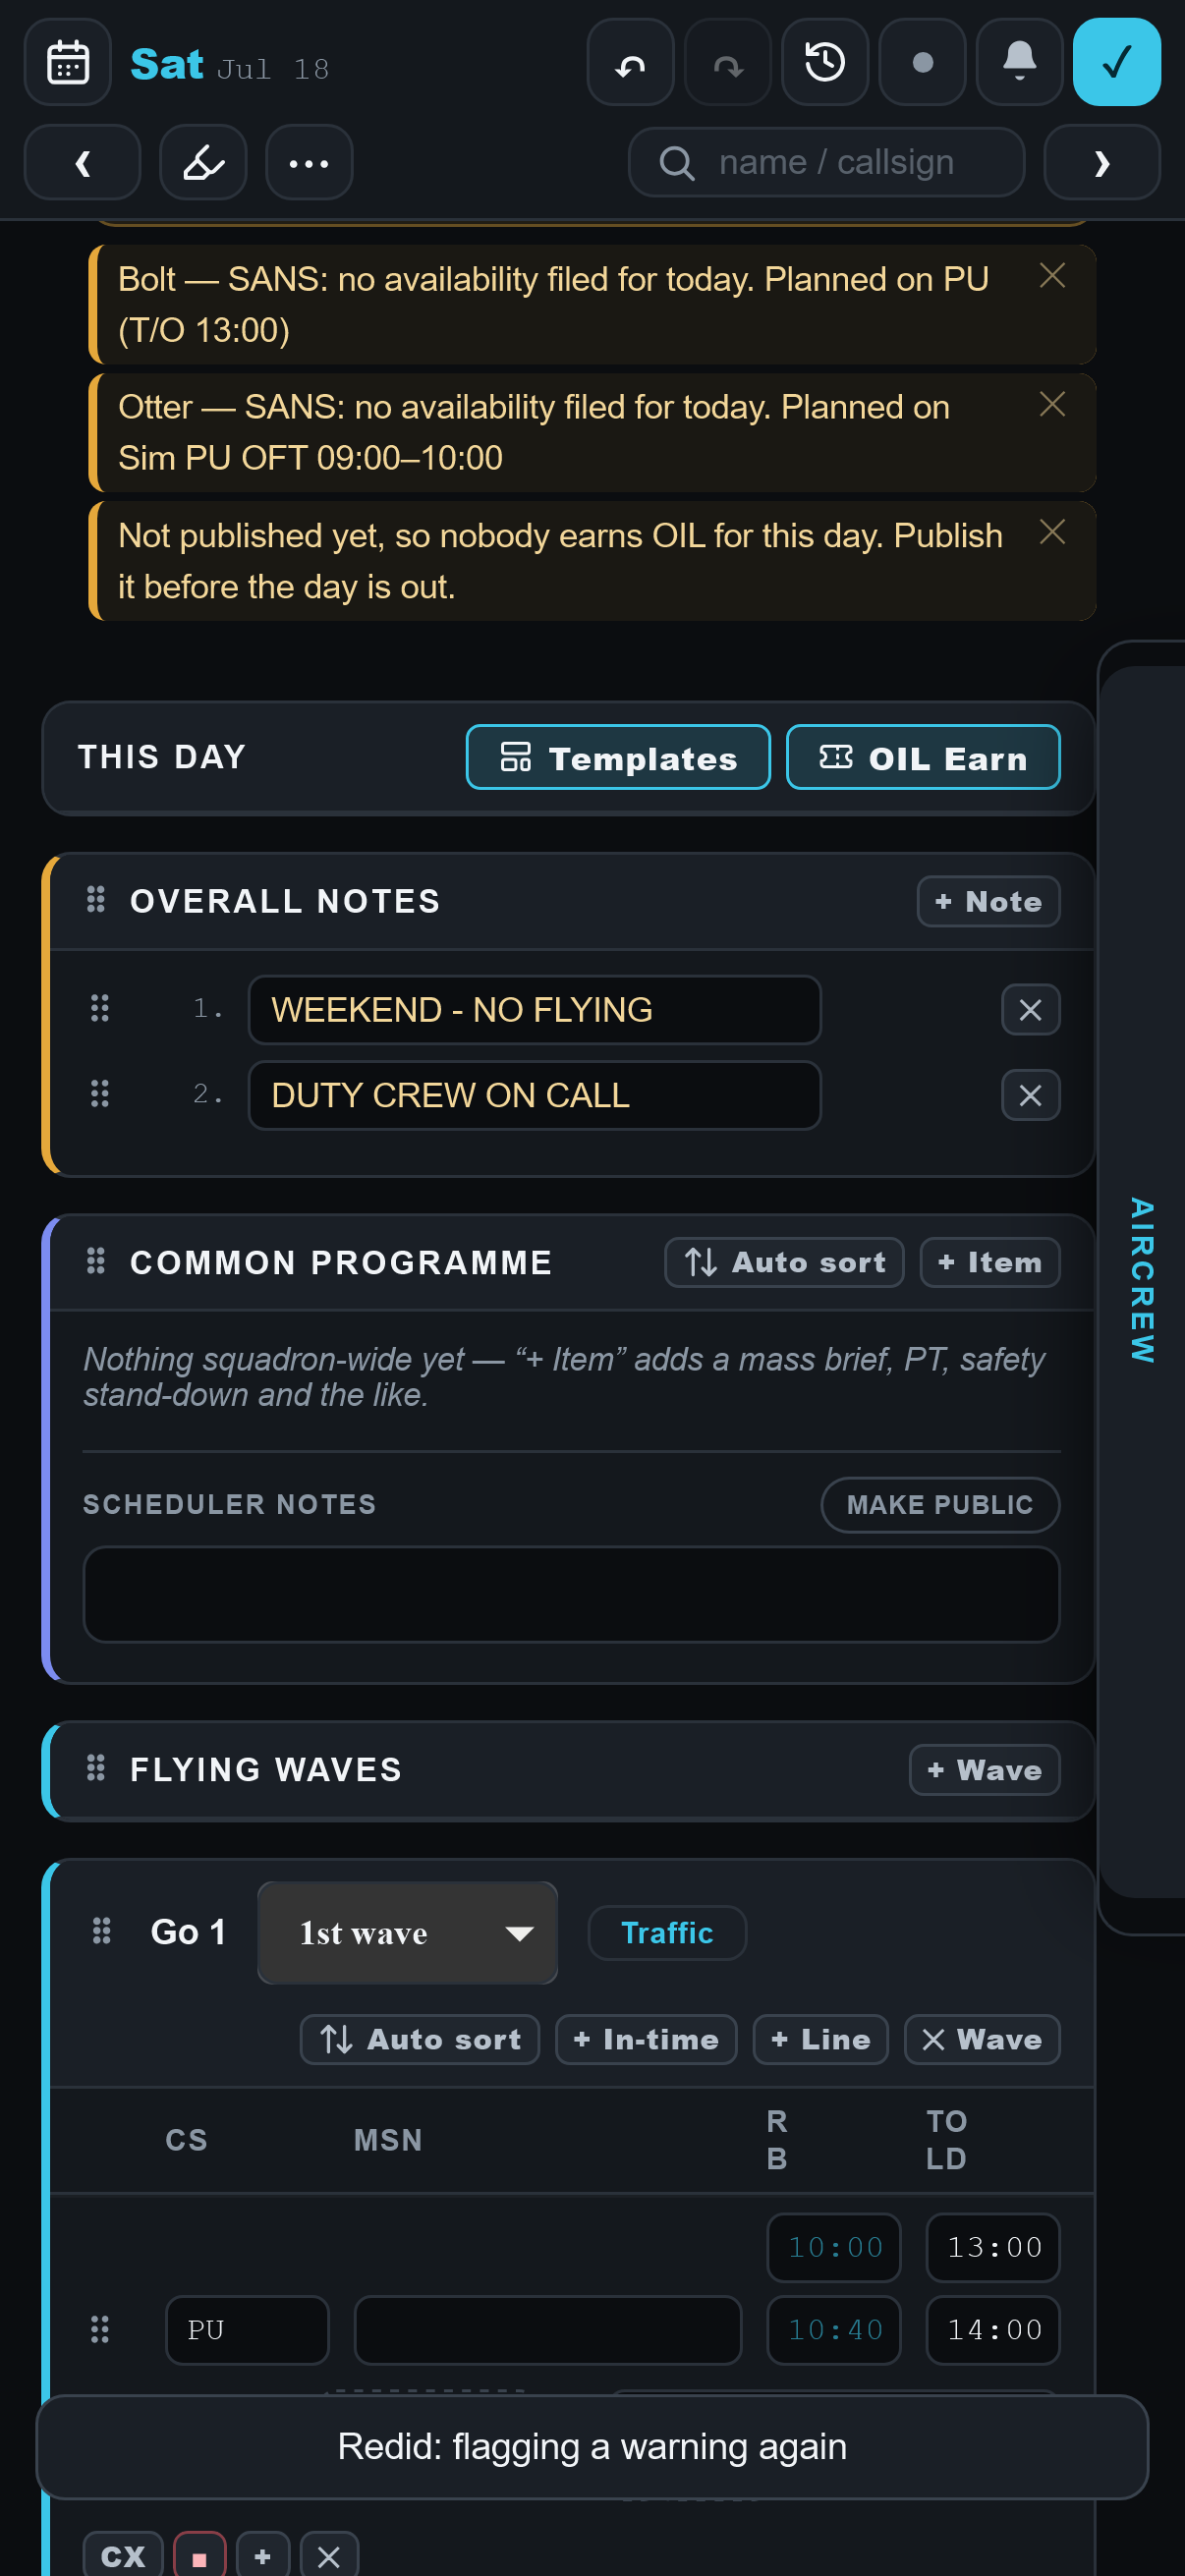 Sat Jul 18
name / callsign
Bolt — SANS: no availability filed for today. Planned on PU
(T/O 13:00)
Otter — SANS: no availability filed for today. Planned on
Sim PU OFT 09:00–10:00
Not published yet, so nobody earns OIL for this day. Publish
it before the day is out.
THIS DAY
Templates
OIL Earn
OVERALL NOTES
+ Note
1. WEEKEND - NO FLYING
2. DUTY CREW ON CALL
COMMON PROGRAMME
Auto sort
+ Item
Nothing squadron-wide yet — “+ Item” adds a mass brief, PT, safety
stand-down and the like.
SCHEDULER NOTES
MAKE PUBLIC
AIRCREW
FLYING WAVES
+ Wave
Go 1
1st wave
Traffic
Auto sort
+ In-time
+ Line
× Wave
CS
MSN
R
B
TO
LD
10:00
13:00
PU
10:40
14:00
Redid: flagging a warning again
CX
+
×